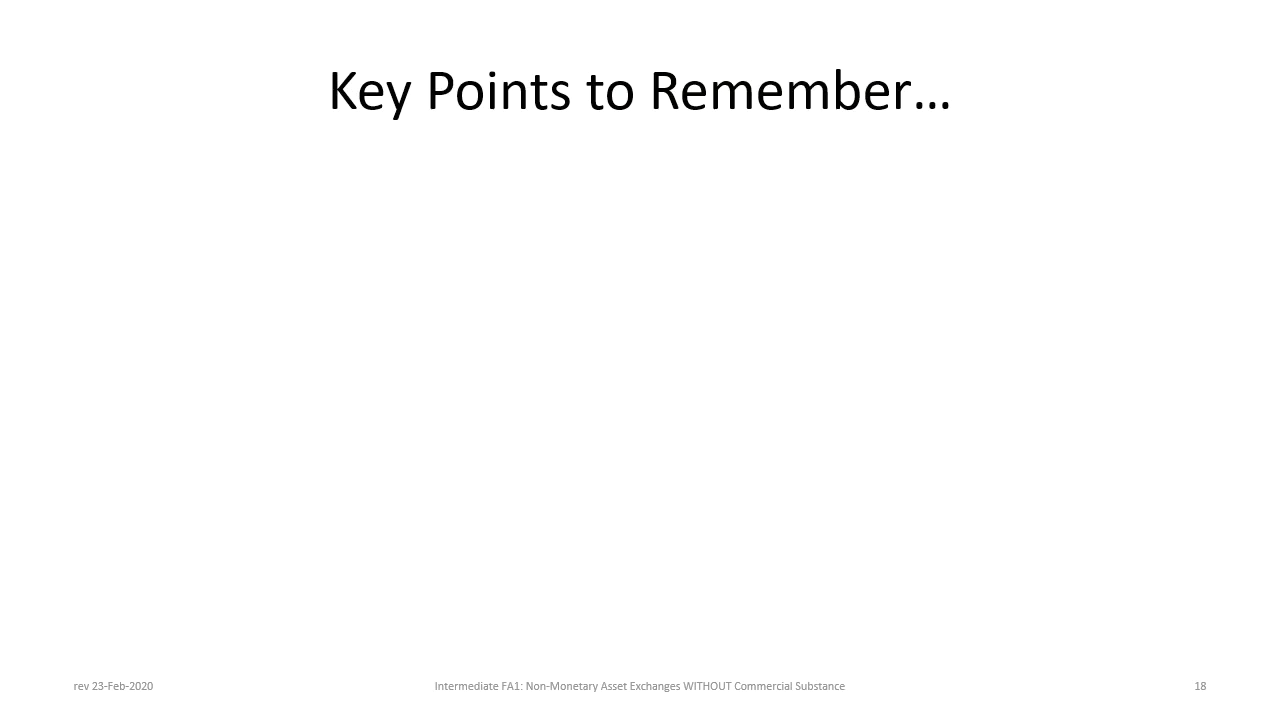 Key Points to Remember…
rev 23-Feb-2020
Intermediate FA1: Non-Monetary Asset Exchanges WITHOUT Commercial Substance
18